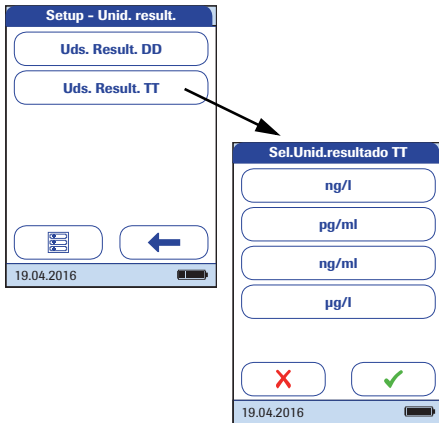 Setup - Unid. result.
Uds. Result. DD
Uds. Result. TT
19.04.2016
Sel.Unid.resultado TT
ng/l
pg/ml
ng/ml
µg/l
19.04.2016